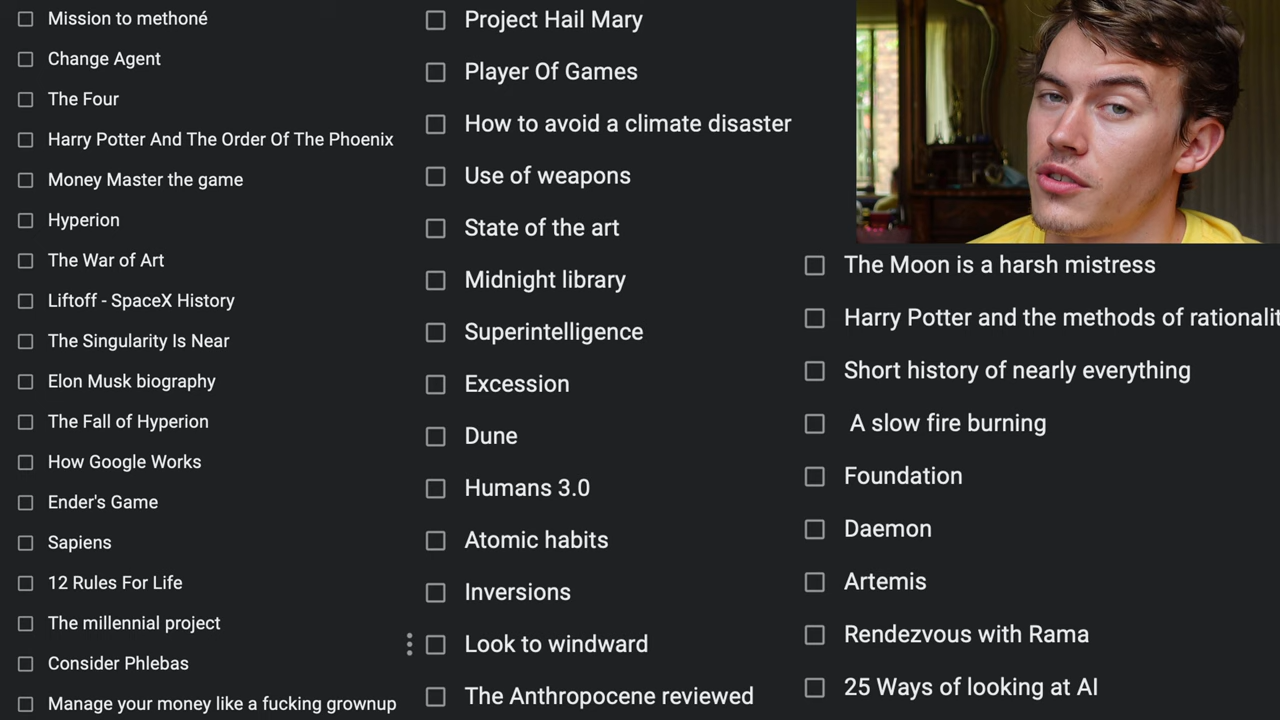 Mission to methoné
Change Agent
The Four
Harry Potter And The Order Of The Phoenix
Money Master the game
Hyperion
The War of Art
Liftoff - SpaceX History
The Singularity Is Near
Elon Musk biography
The Fall of Hyperion
How Google Works
Ender's Game
Sapiens
12 Rules For Life
The millennial project
Consider Phlebas
Manage your money like a fucking grownup
Project Hail Mary
Player Of Games
How to avoid a climate disaster
Use of weapons
State of the art
Midnight library
Superintelligence
Excession
Dune
Humans 3.0
Atomic habits
Inversions
Look to windward
The Anthropocene reviewed
The Moon is a harsh mistress
Harry Potter and the methods of rationalit
Short history of nearly everything
A slow fire burning
Foundation
Daemon
Artemis
Rendezvous with Rama
25 Ways of looking at AI